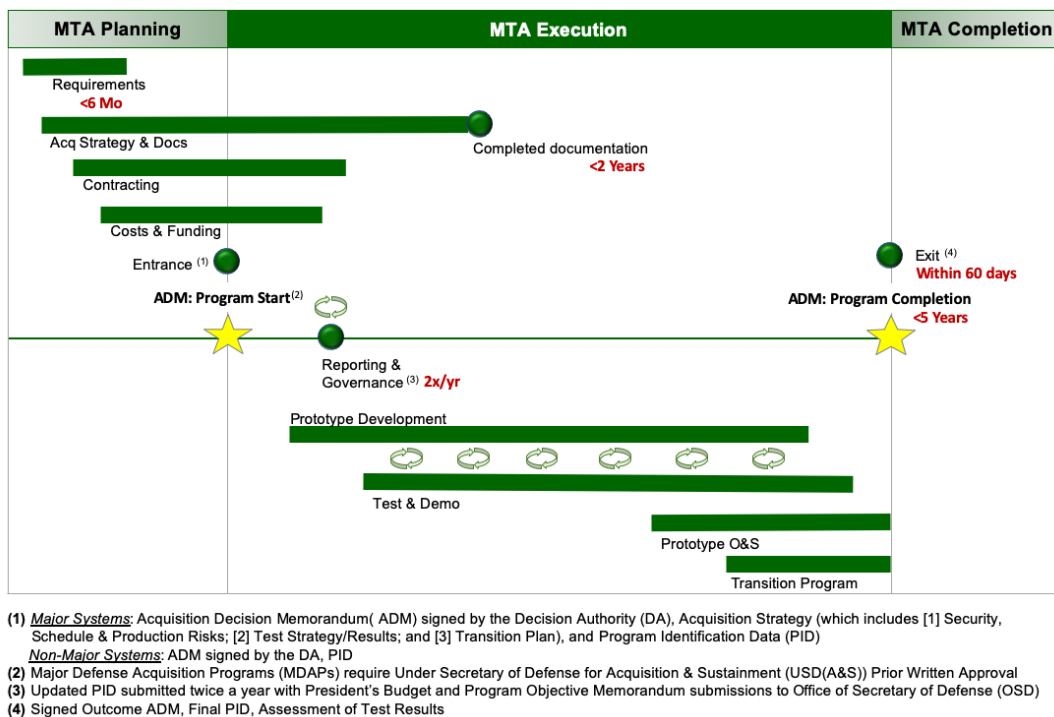 MTA Planning
MTA Execution
MTA Completion
Requirements
<6 Mo
Acq Strategy & Docs
Completed documentation
<2 Years
Contracting
Costs & Funding
Entrance (1)
Exit (4)
Within 60 days
ADM: Program Start(2)
ADM: Program Completion
<5 Years
Reporting &
Governance (3) 2x/yr
Prototype Development
Test & Demo
Prototype O&S
Transition Program
(1) Major Systems: Acquisition Decision Memorandum( ADM) signed by the Decision Authority (DA), Acquisition Strategy (which includes [1] Security,
Schedule & Production Risks; [2] Test Strategy/Results; and [3] Transition Plan), and Program Identification Data (PID)
Non-Major Systems: ADM signed by the DA, PID
(2) Major Defense Acquisition Programs (MDAPs) require Under Secretary of Defense for Acquisition & Sustainment (USD(A&S)) Prior Written Approval
(3) Updated PID submitted twice a year with President's Budget and Program Objective Memorandum submissions to Office of Secretary of Defense (OSD)
(4) Signed Outcome ADM, Final PID, Assessment of Test Results